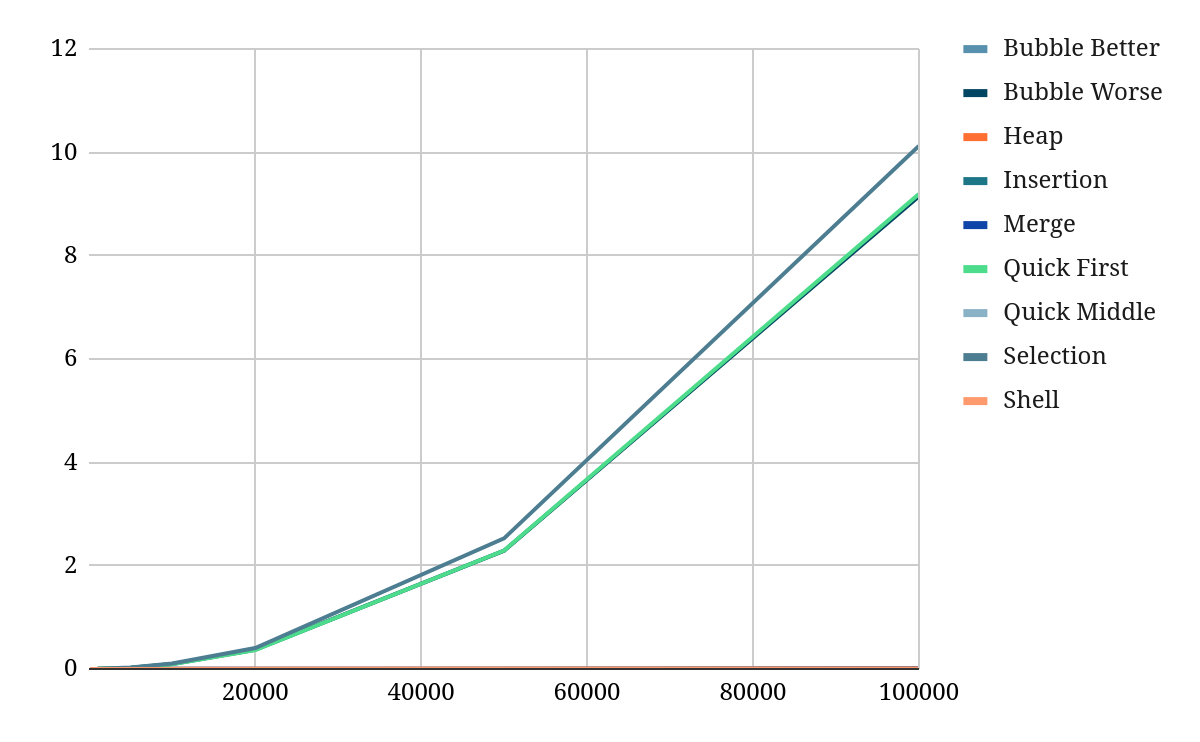 12
10
8
6
4
2
0
20000
40000
60000
80000
100000
Bubble Better
Bubble Worse
Heap
Insertion
Merge
Quick First
Quick Middle
Selection
Shell